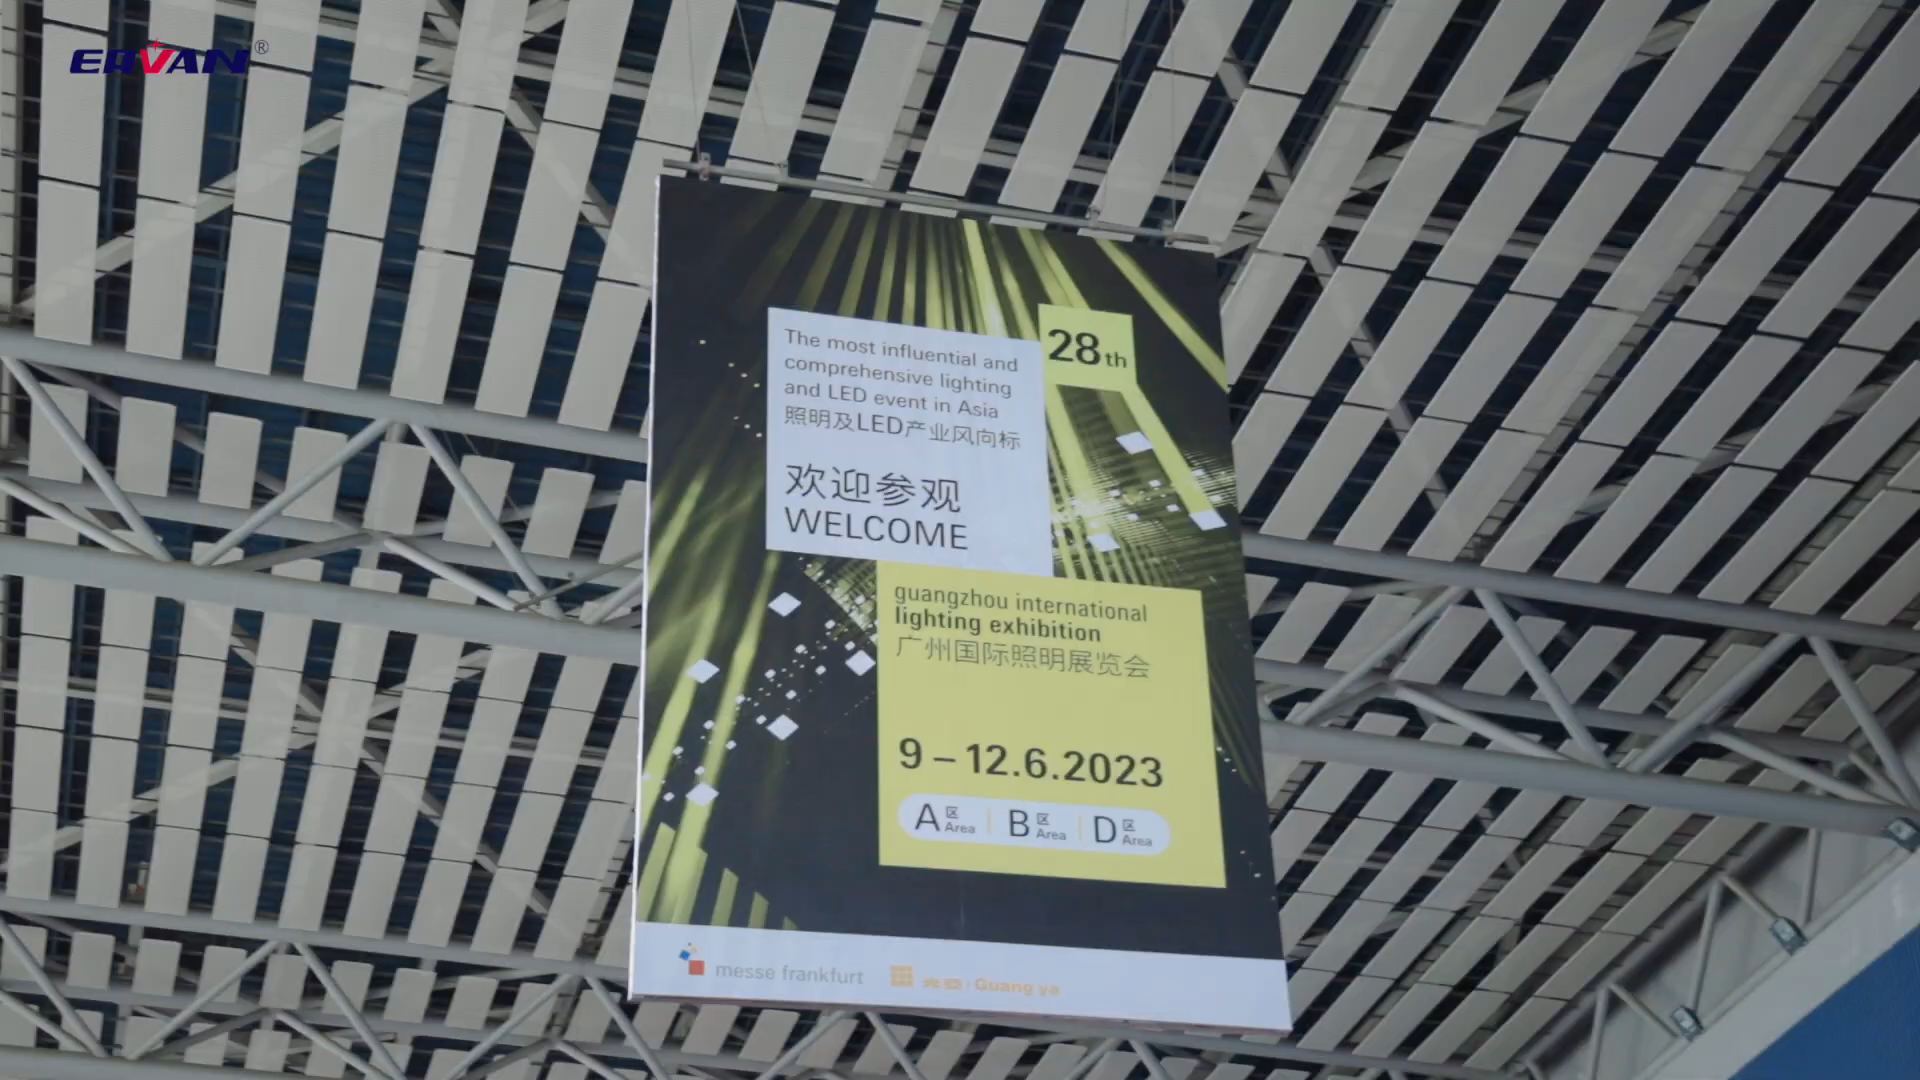 ERVAN®
The most influential and
comprehensive lighting
and LED event in Asia
照明及LED产业风向标
欢迎参观
WELCOME
28th
guangzhou international
lighting exhibition
广州国际照明展览会
9 – 12.6.2023
A区 Area | B区 Area | D区 Area
messe frankfurt
光亚 Guang ya